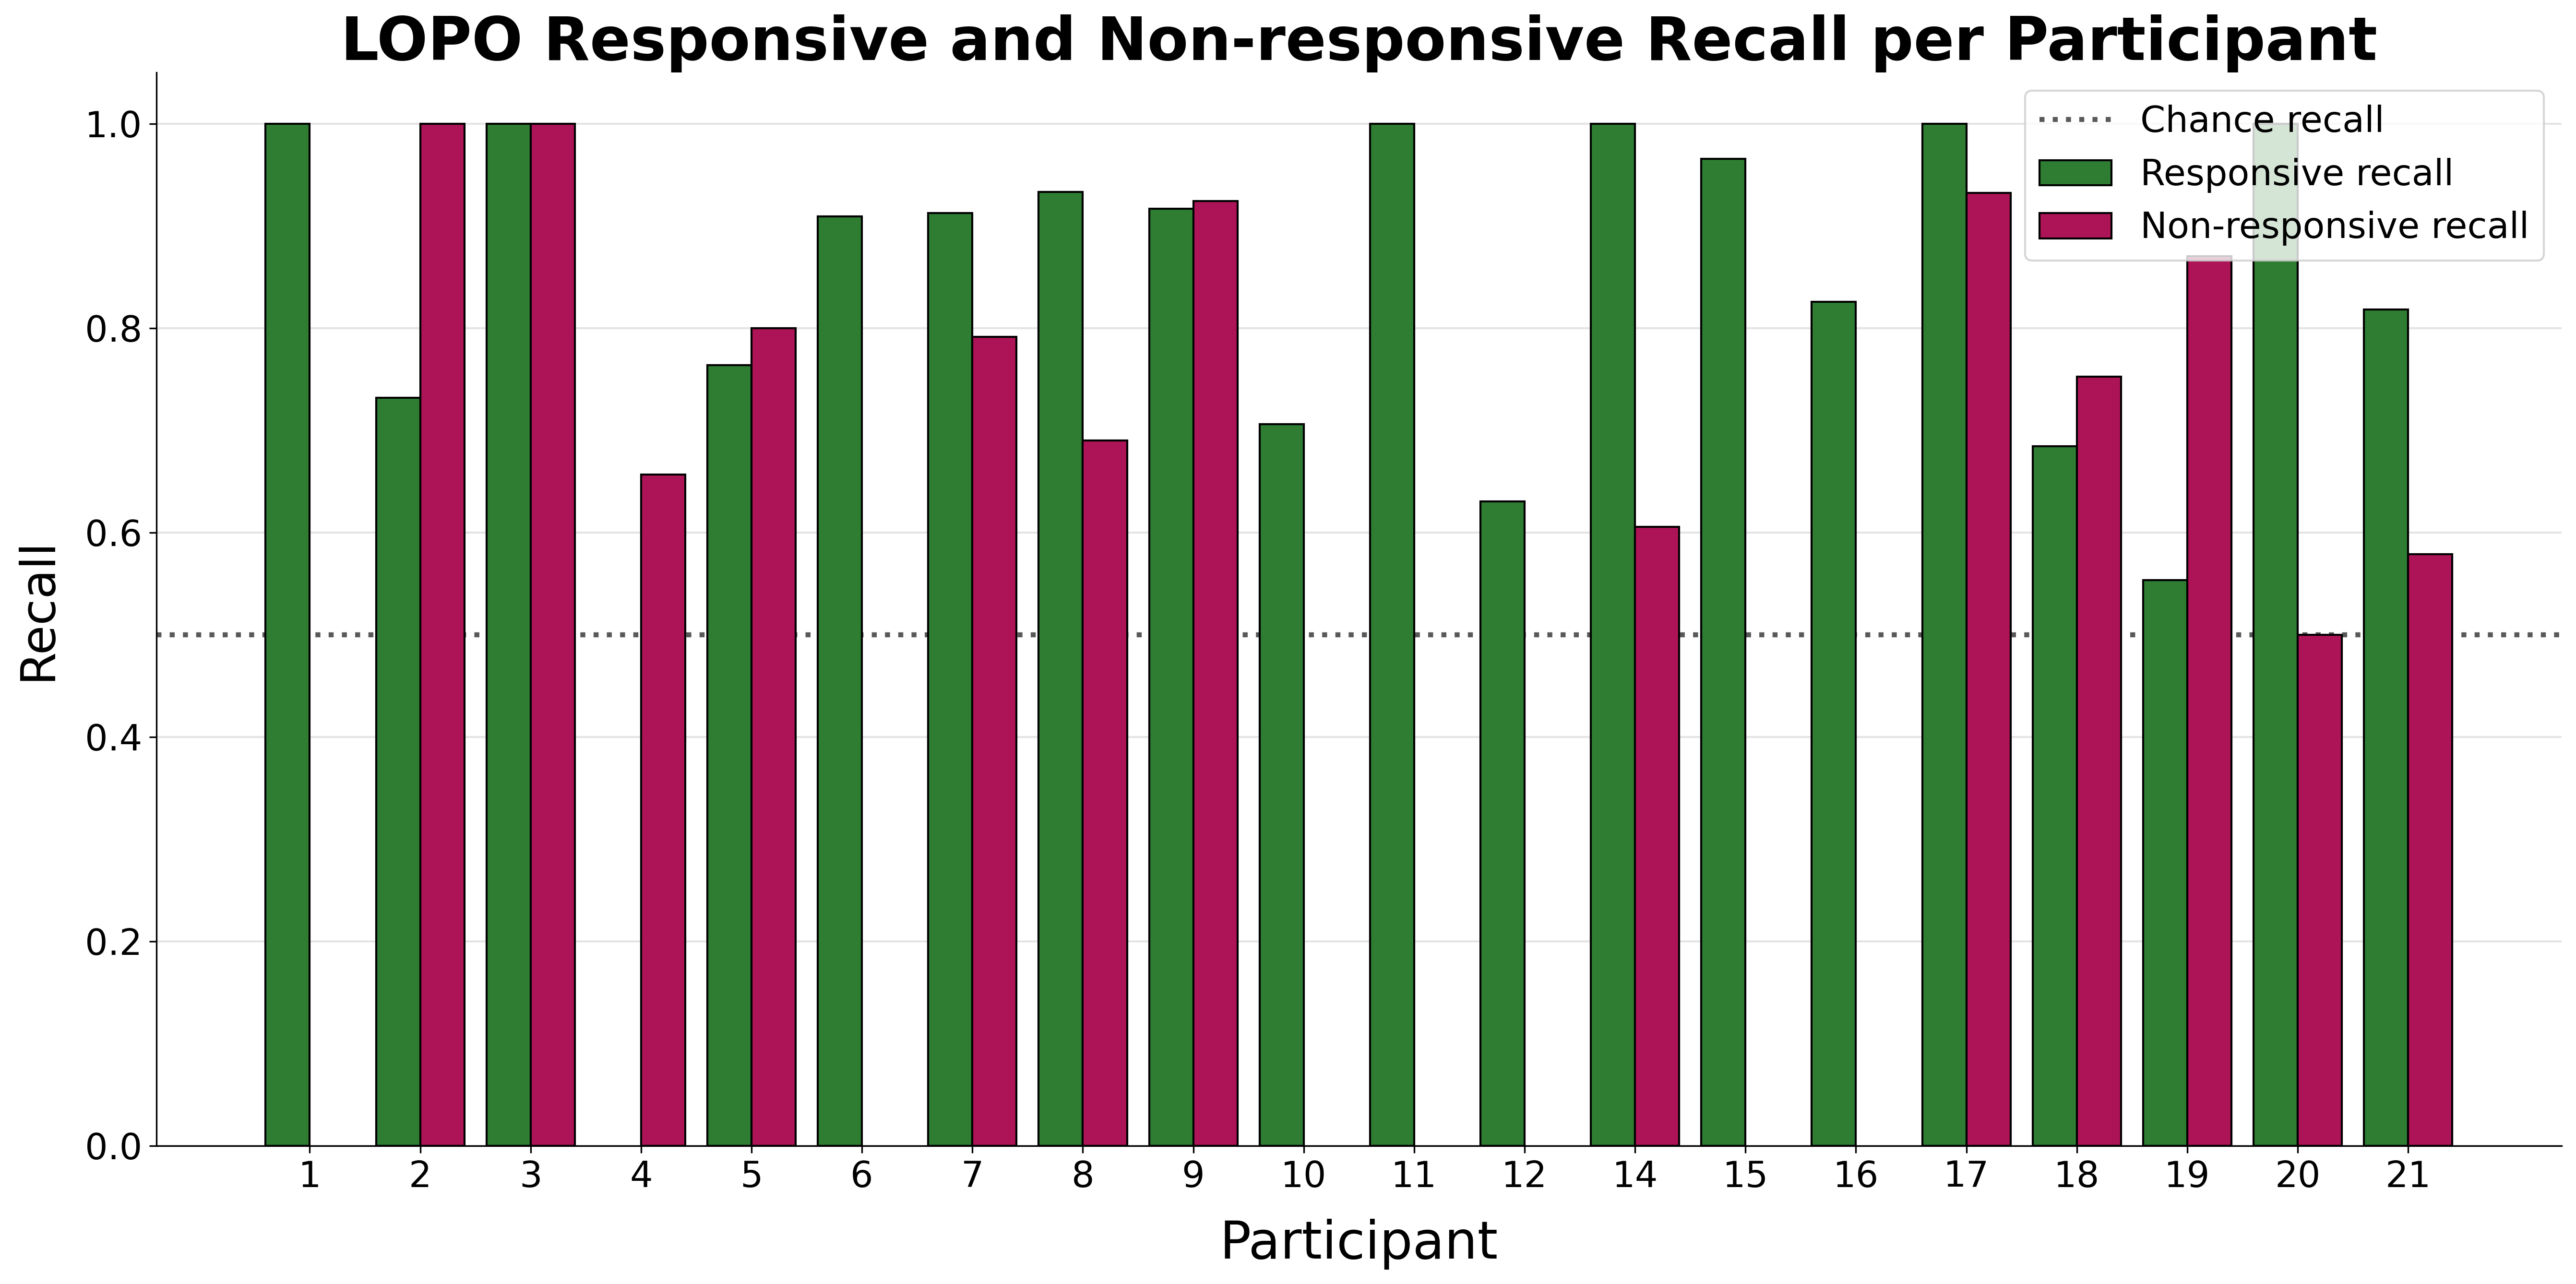 LOPO Responsive and Non-responsive Recall per Participant
Chance recall
Responsive recall
Non-responsive recall
1.0
0.8
0.6
0.4
0.2
0.0
Recall
1 2 3 4 5 6 7 8 9 10 11 12 14 15 16 17 18 19 20 21
Participant